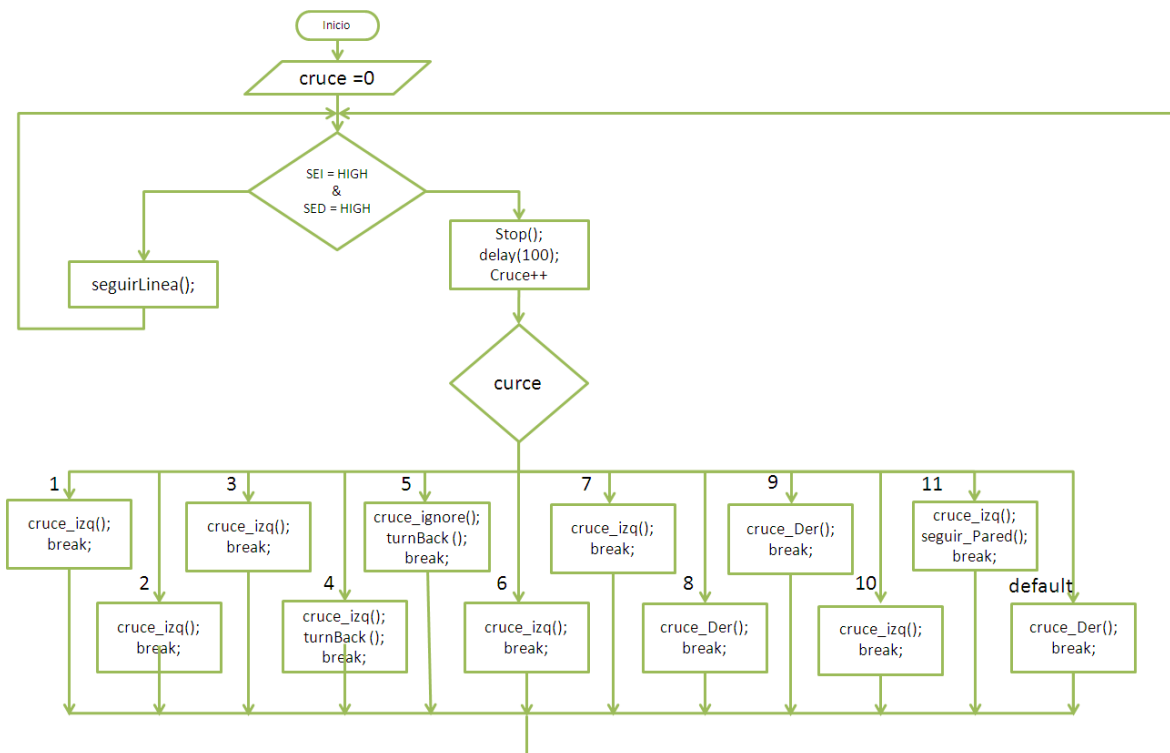 Inicio
cruce =0
SEI = HIGH
&
SED = HIGH
Stop();
delay(100);
Cruce++
seguirLinea();
curce
1
cruce_izq();
break;
2
cruce_izq();
break;
3
cruce_izq();
break;
4
cruce_izq();
turnBack ();
break;
5
cruce_ignore();
turnBack ();
break;
6
cruce_izq();
break;
7
cruce_izq();
break;
8
cruce_Der();
break;
9
cruce_Der();
break;
10
cruce_izq();
break;
11
cruce_izq();
seguir_Pared();
break;
default
cruce_Der();
break;